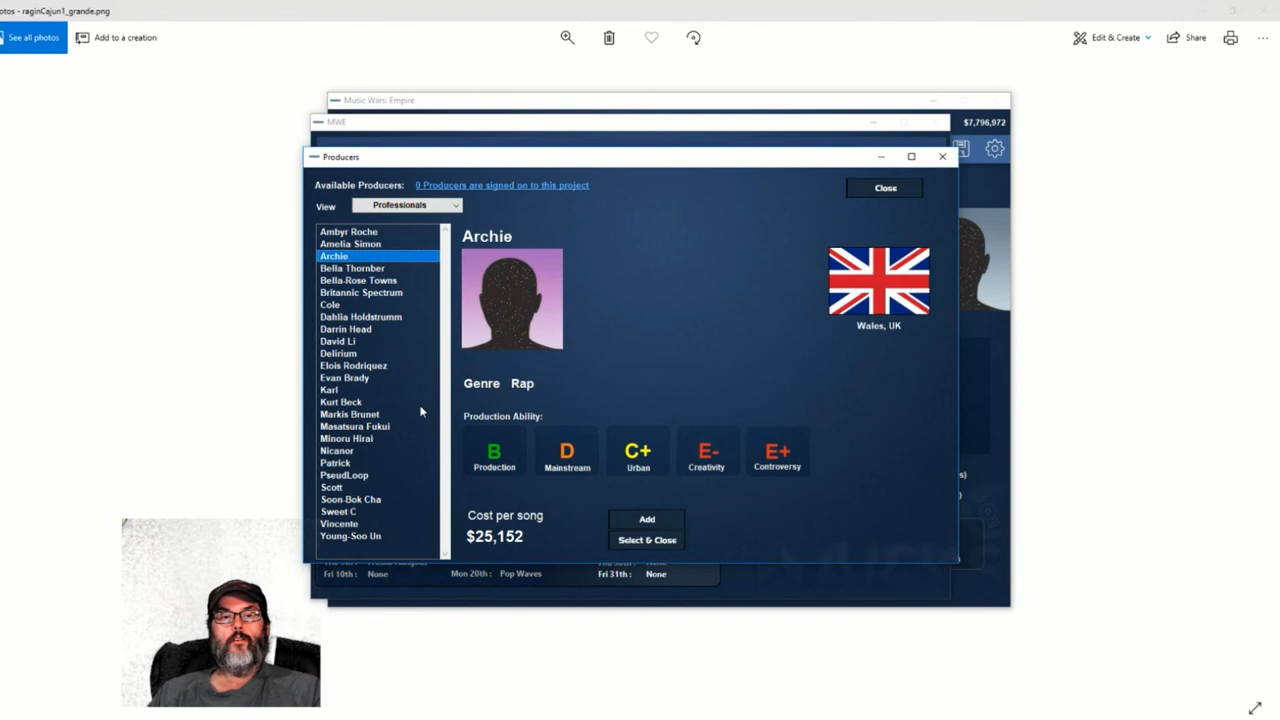 otos - raginCajun1_grande.png
See all photos
Add to a creation
Edit & Create
Share
Music Wars: Empire
MWE
$7,796,972
Producers
Available Producers: 0 Producers are signed on to this project
Close
View Professionals
Ambyr Roche
Amelia Simon
Archie
Bella Thornber
Bella-Rose Towns
Britannic Spectrum
Cole
Dahlia Holdstrumm
Darrin Head
David Li
Delirium
Elois Rodriquez
Evan Brady
Karl
Kurt Beck
Markis Brunet
Masatsura Fukui
Minoru Hirai
Nicanor
Patrick
PseudLoop
Scott
Soon-Bok Cha
Sweet C
Vincente
Young-Soo Un
Archie
Wales, UK
Genre Rap
Production Ability:
B
Production
D
Mainstream
C+
Urban
E-
Creativity
E+
Controversy
Cost per song
$25,152
Add
Select & Close
Fri 10th : None
Mon 20th : Pop Waves
Fri 31th : None